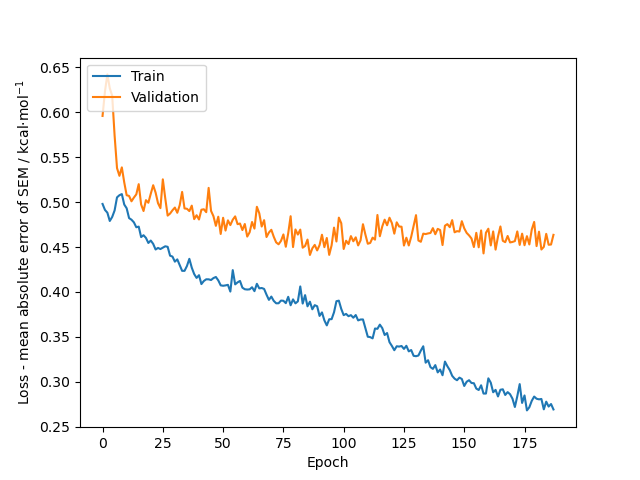 Train
Validation
0.65
0.60
0.55
0.50
0.45
0.40
0.35
0.30
0.25
Loss - mean absolute error of SEM / kcal·mol⁻¹
0 25 50 75 100 125 150 175
Epoch